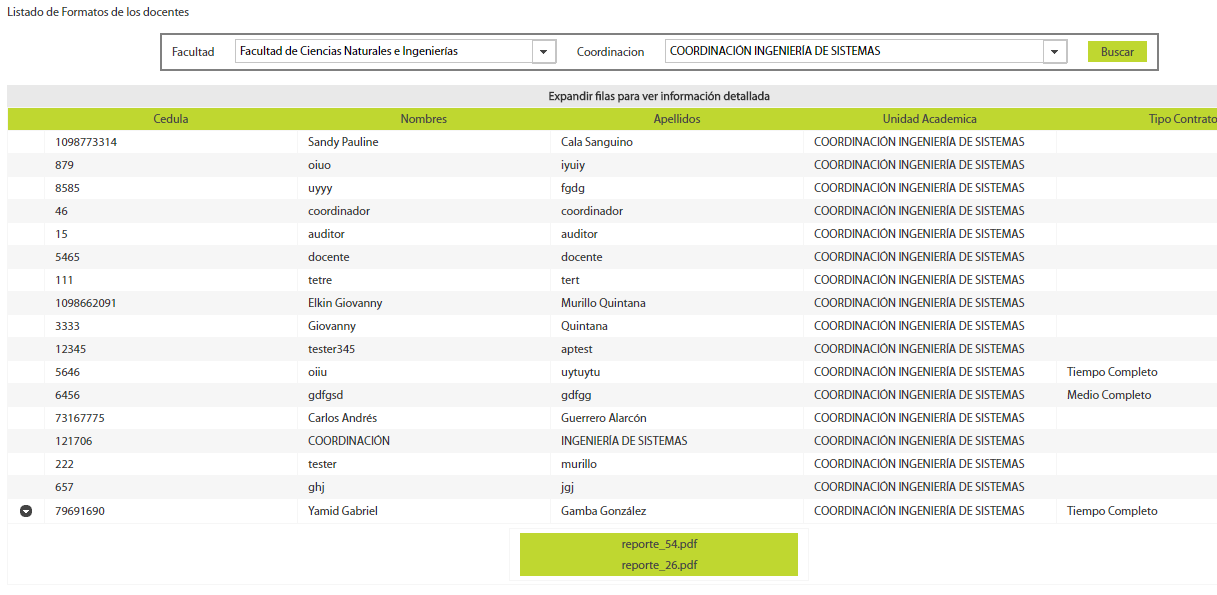 Listado de Formatos de los docentes
Facultad Facultad de Ciencias Naturales e Ingenierías Coordinacion COORDINACIÓN INGENIERÍA DE SISTEMAS Buscar
Expandir filas para ver información detallada
Cedula Nombres Apellidos Unidad Academica Tipo Contrato
1098773314 Sandy Pauline Cala Sanguino COORDINACIÓN INGENIERÍA DE SISTEMAS
879 oiuo iyuiy COORDINACIÓN INGENIERÍA DE SISTEMAS
8585 uyyy fgdg COORDINACIÓN INGENIERÍA DE SISTEMAS
46 coordinador coordinador COORDINACIÓN INGENIERÍA DE SISTEMAS
15 auditor auditor COORDINACIÓN INGENIERÍA DE SISTEMAS
5465 docente docente COORDINACIÓN INGENIERÍA DE SISTEMAS
111 tetre tert COORDINACIÓN INGENIERÍA DE SISTEMAS
1098662091 Elkin Giovanny Murillo Quintana COORDINACIÓN INGENIERÍA DE SISTEMAS
3333 Giovanny Quintana COORDINACIÓN INGENIERÍA DE SISTEMAS
12345 tester345 aptest COORDINACIÓN INGENIERÍA DE SISTEMAS
5646 oiiu uytuytu COORDINACIÓN INGENIERÍA DE SISTEMAS Tiempo Completo
6456 gdfgsd gdfgg COORDINACIÓN INGENIERÍA DE SISTEMAS Medio Completo
73167775 Carlos Andrés Guerrero Alarcón COORDINACIÓN INGENIERÍA DE SISTEMAS
121706 COORDINACIÓN INGENIERÍA DE SISTEMAS COORDINACIÓN INGENIERÍA DE SISTEMAS
222 tester murillo COORDINACIÓN INGENIERÍA DE SISTEMAS
657 ghj jgj COORDINACIÓN INGENIERÍA DE SISTEMAS
79691690 Yamid Gabriel Gamba González COORDINACIÓN INGENIERÍA DE SISTEMAS Tiempo Completo
reporte_54.pdf
reporte_26.pdf